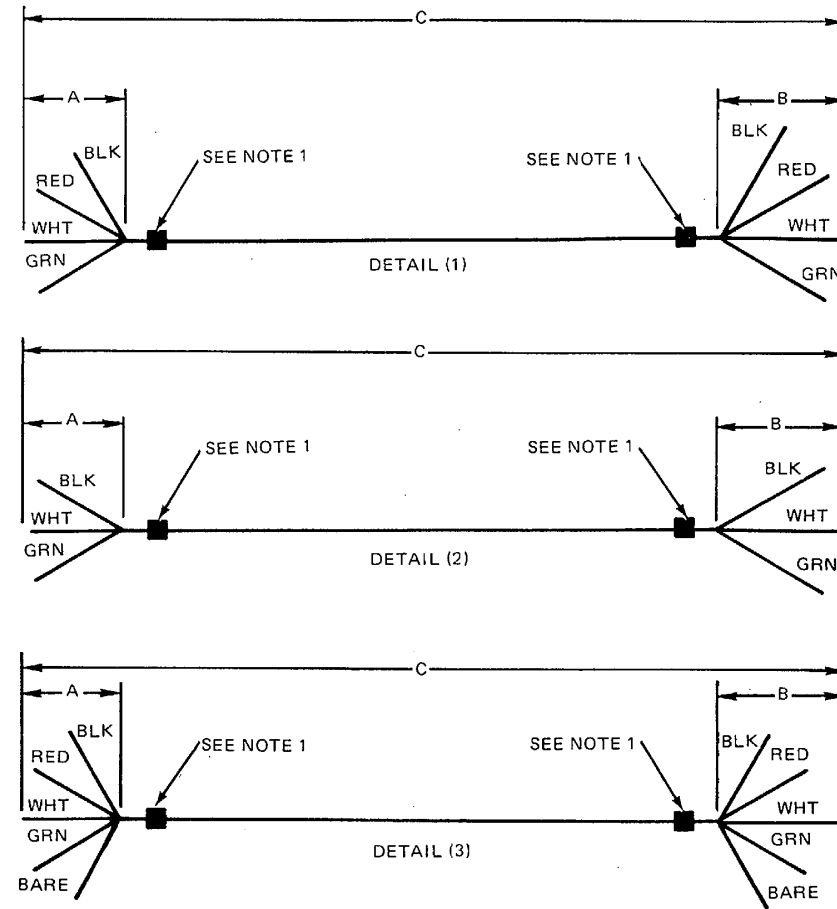 C
A
B
BLK
BLK
SEE NOTE 1
SEE NOTE 1
RED
RED
WHT
WHT
GRN
DETAIL (1)
GRN
C
A
B
SEE NOTE 1
SEE NOTE 1
BLK
BLK
WHT
WHT
GRN
DETAIL (2)
GRN
C
A
B
BLK
SEE NOTE 1
SEE NOTE 1
BLK
RED
RED
WHT
WHT
GRN
GRN
DETAIL (3)
BARE
BARE